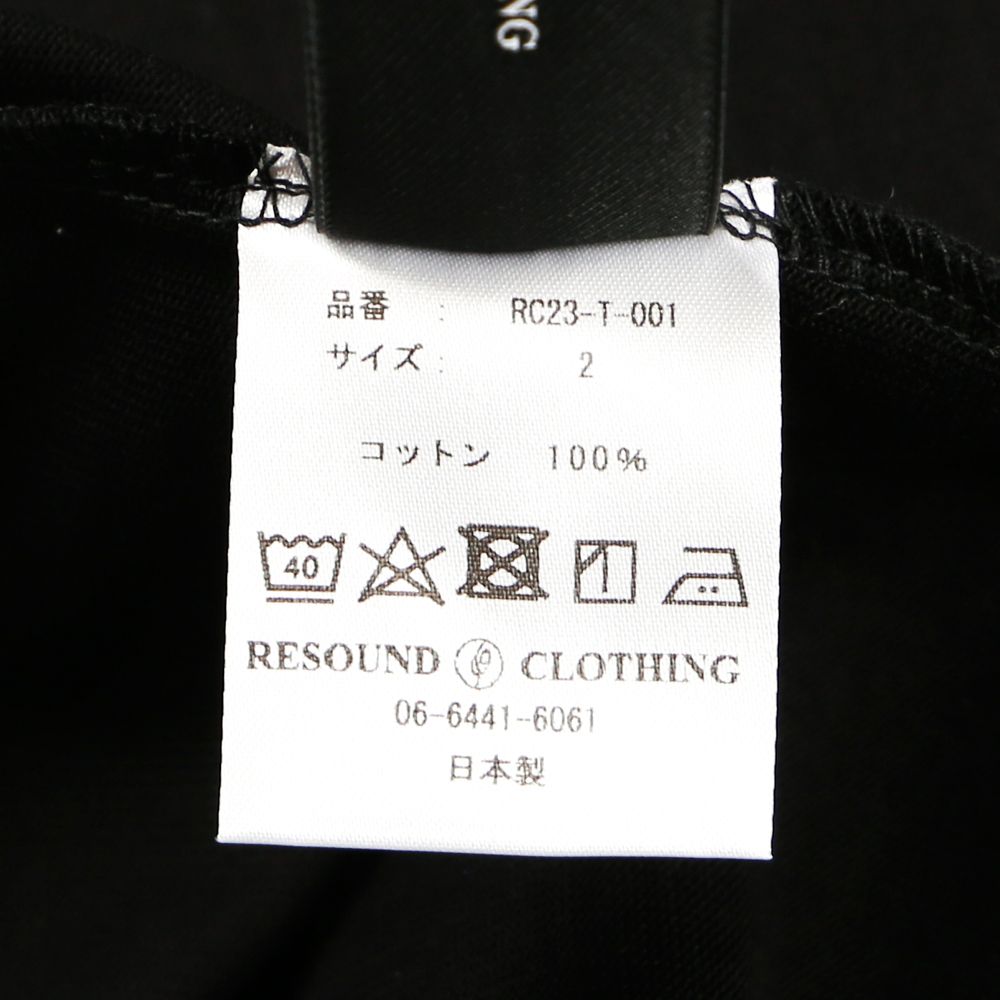 NG
品番 : RC23-T-001
サイズ : 2
コットン 100%
40
RESOUND CLOTHING
06-6441-6061
日本製